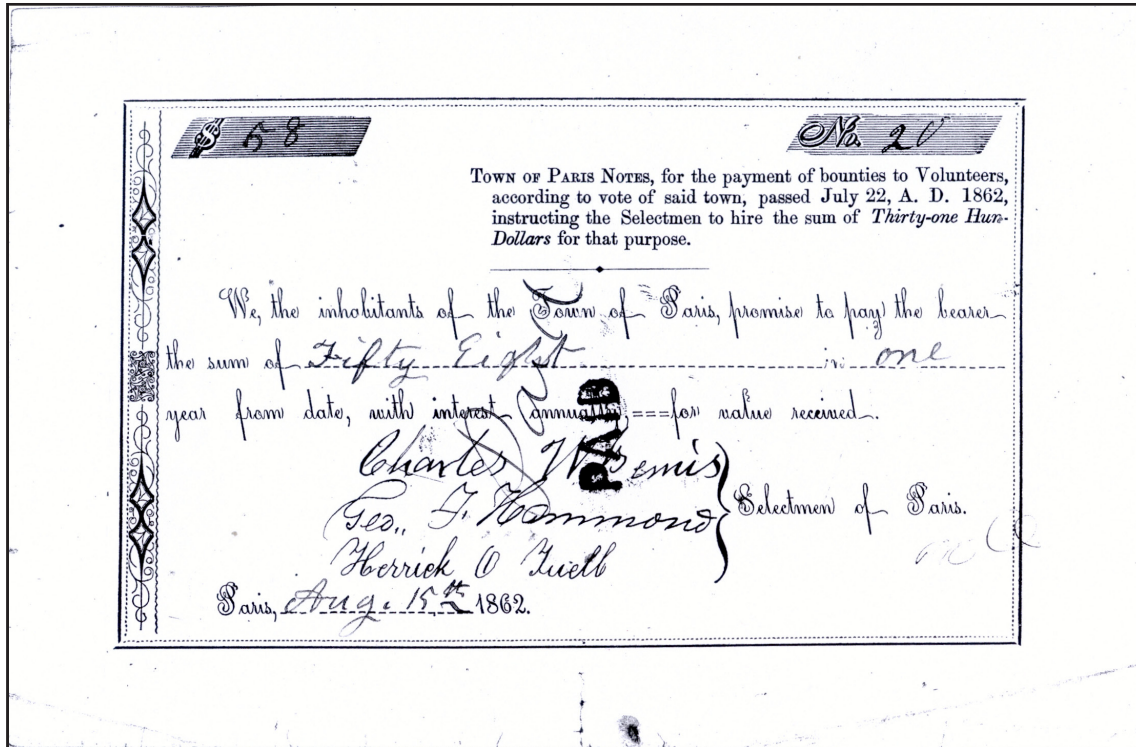 $ 58 No. 20
TOWN OF PARIS NOTES, for the payment of bounties to Volunteers,
according to vote of said town, passed July 22, A. D. 1862,
instructing the Selectmen to hire the sum of Thirty-one Hun-
Dollars for that purpose.
We, the inhabitants of the Town of Paris, promise to pay the bearer
the sum of Fifty Eight in one
year from date, with interest annually, for value received.
Paid
PAID
Charles W Bemis
Geo. F. Hammond
Selectmen of Paris.
Herrick O
Paris, Aug. 15th 1862.